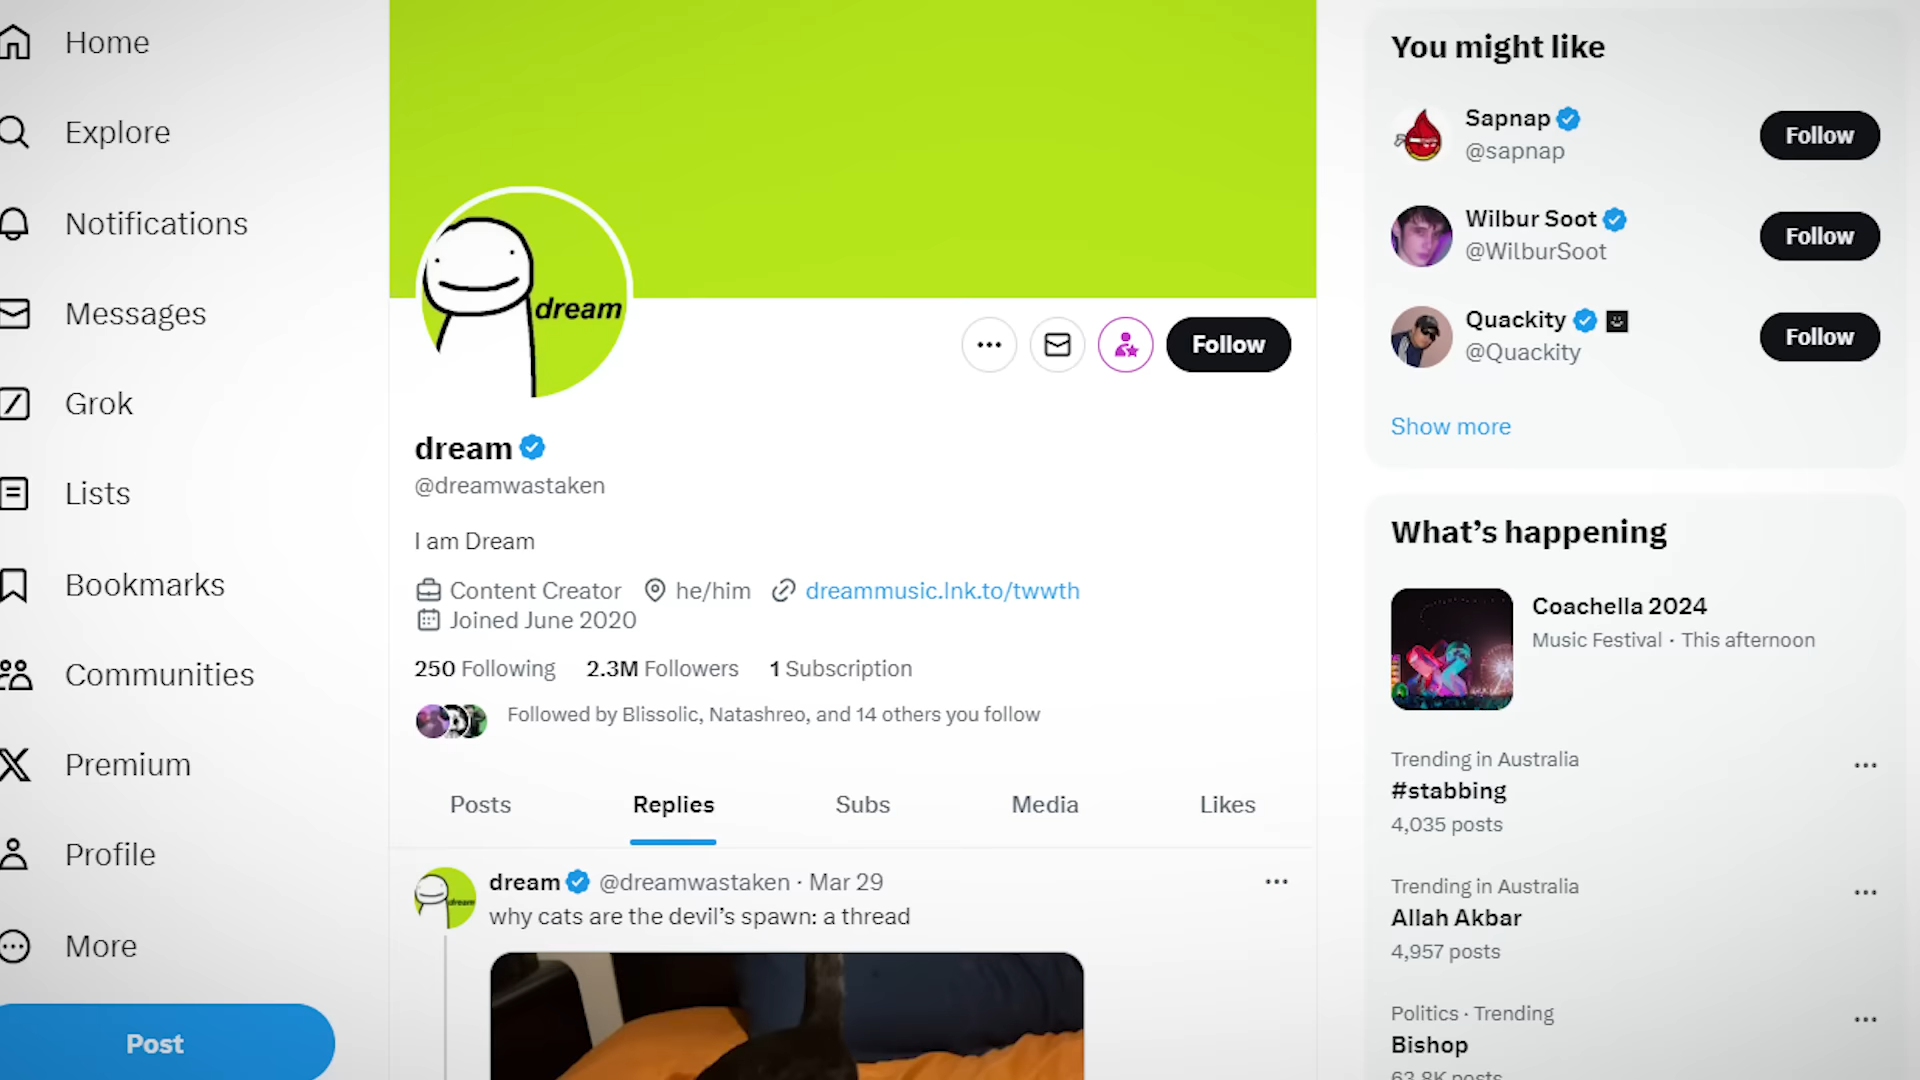 Home
Explore
Notifications
Messages
Grok
Lists
Bookmarks
Communities
Premium
Profile
More
Post
dream
Follow
dream
@dreamwastaken
I am Dream
Content Creator he/him dreammusic.lnk.to/twwth
Joined June 2020
250 Following 2.3M Followers 1 Subscription
Followed by Blissolic, Natashreo, and 14 others you follow
Posts Replies Subs Media Likes
dream @dreamwastaken · Mar 29
why cats are the devil’s spawn: a thread
dream
You might like
Sapnap
@sapnap
Follow
Wilbur Soot
@WilburSoot
Follow
Quackity
@Quackity
Follow
Show more
What’s happening
Coachella 2024
Music Festival · This afternoon
Trending in Australia
#stabbing
4,035 posts
Trending in Australia
Allah Akbar
4,957 posts
Politics · Trending
Bishop
63.8K posts